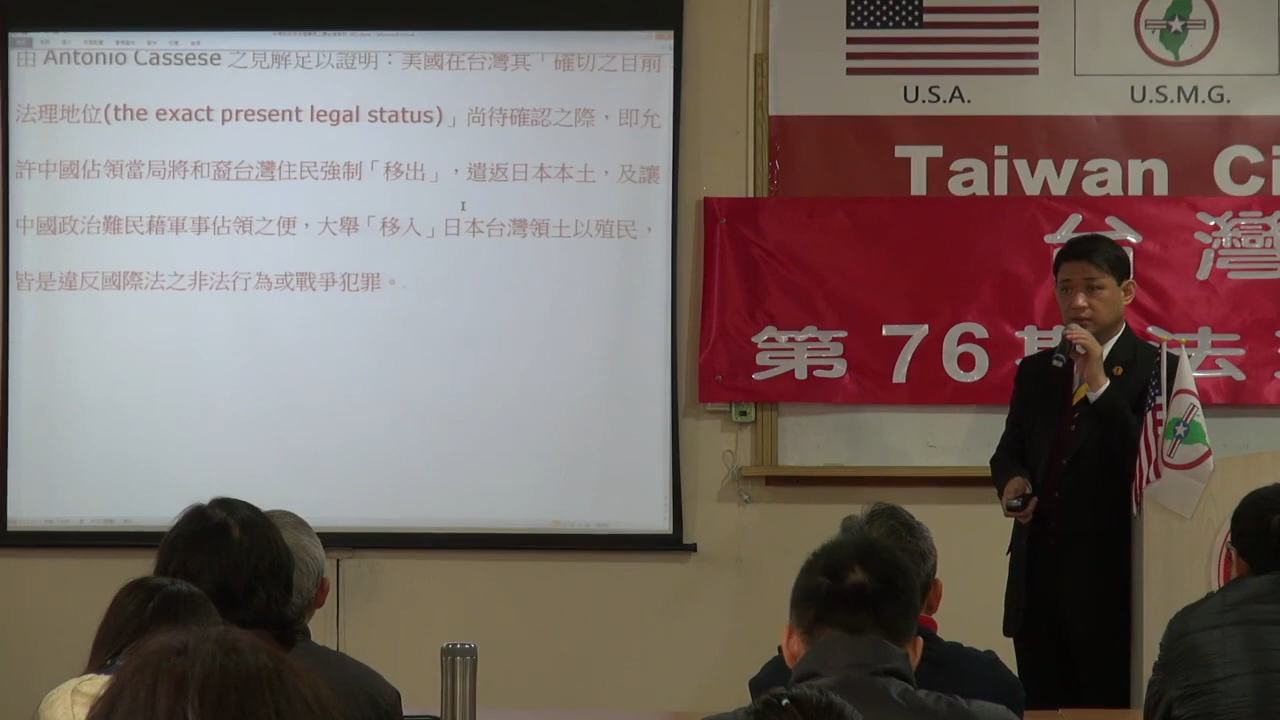 由 Antonio Cassese 之見解足以證明：美國在台灣其「確切之目前
法理地位(the exact present legal status)」尚待確認之際，即允
許中國佔領當局將和裔台灣住民強制「移出」，遣返日本本土，及讓
中國政治難民藉軍事佔領之便，大舉「移入」日本台灣領土以殖民，
皆是違反國際法之非法行為或戰爭犯罪。
U.S.A.
U.S.M.G.
Taiwan Ci
台灣
第76期法